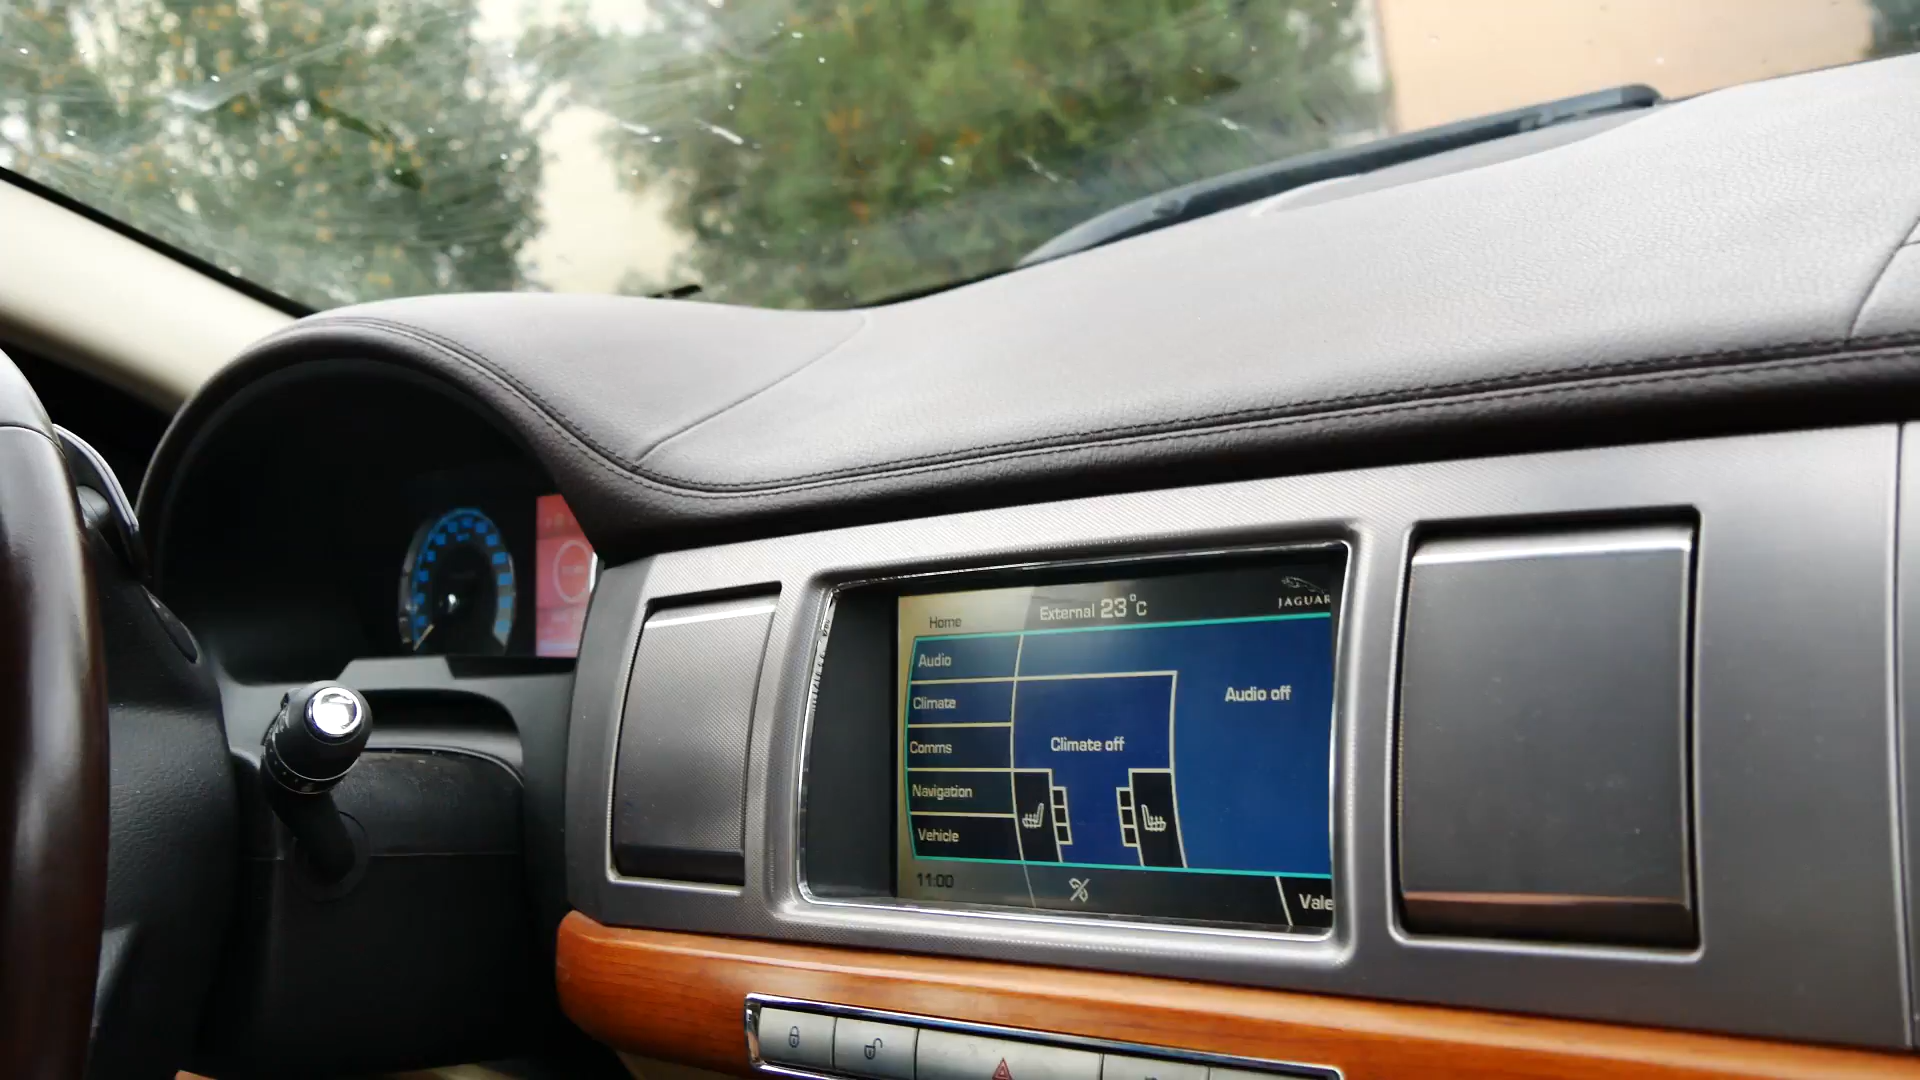 Home
External 23°C
JAGUAR
Audio
Climate
Comms
Navigation
Vehicle
Climate off
Audio off
11:00
Vale